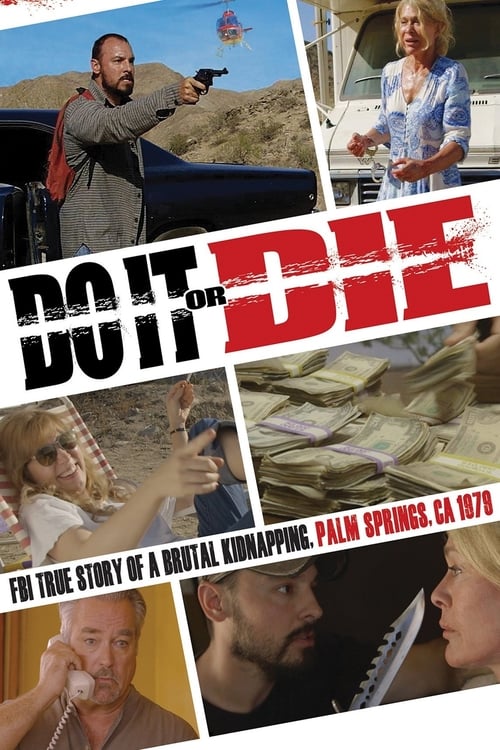 DO IT OR DIE
FBI TRUE STORY OF A BRUTAL KIDNAPPING, PALM SPRINGS, CA 1979